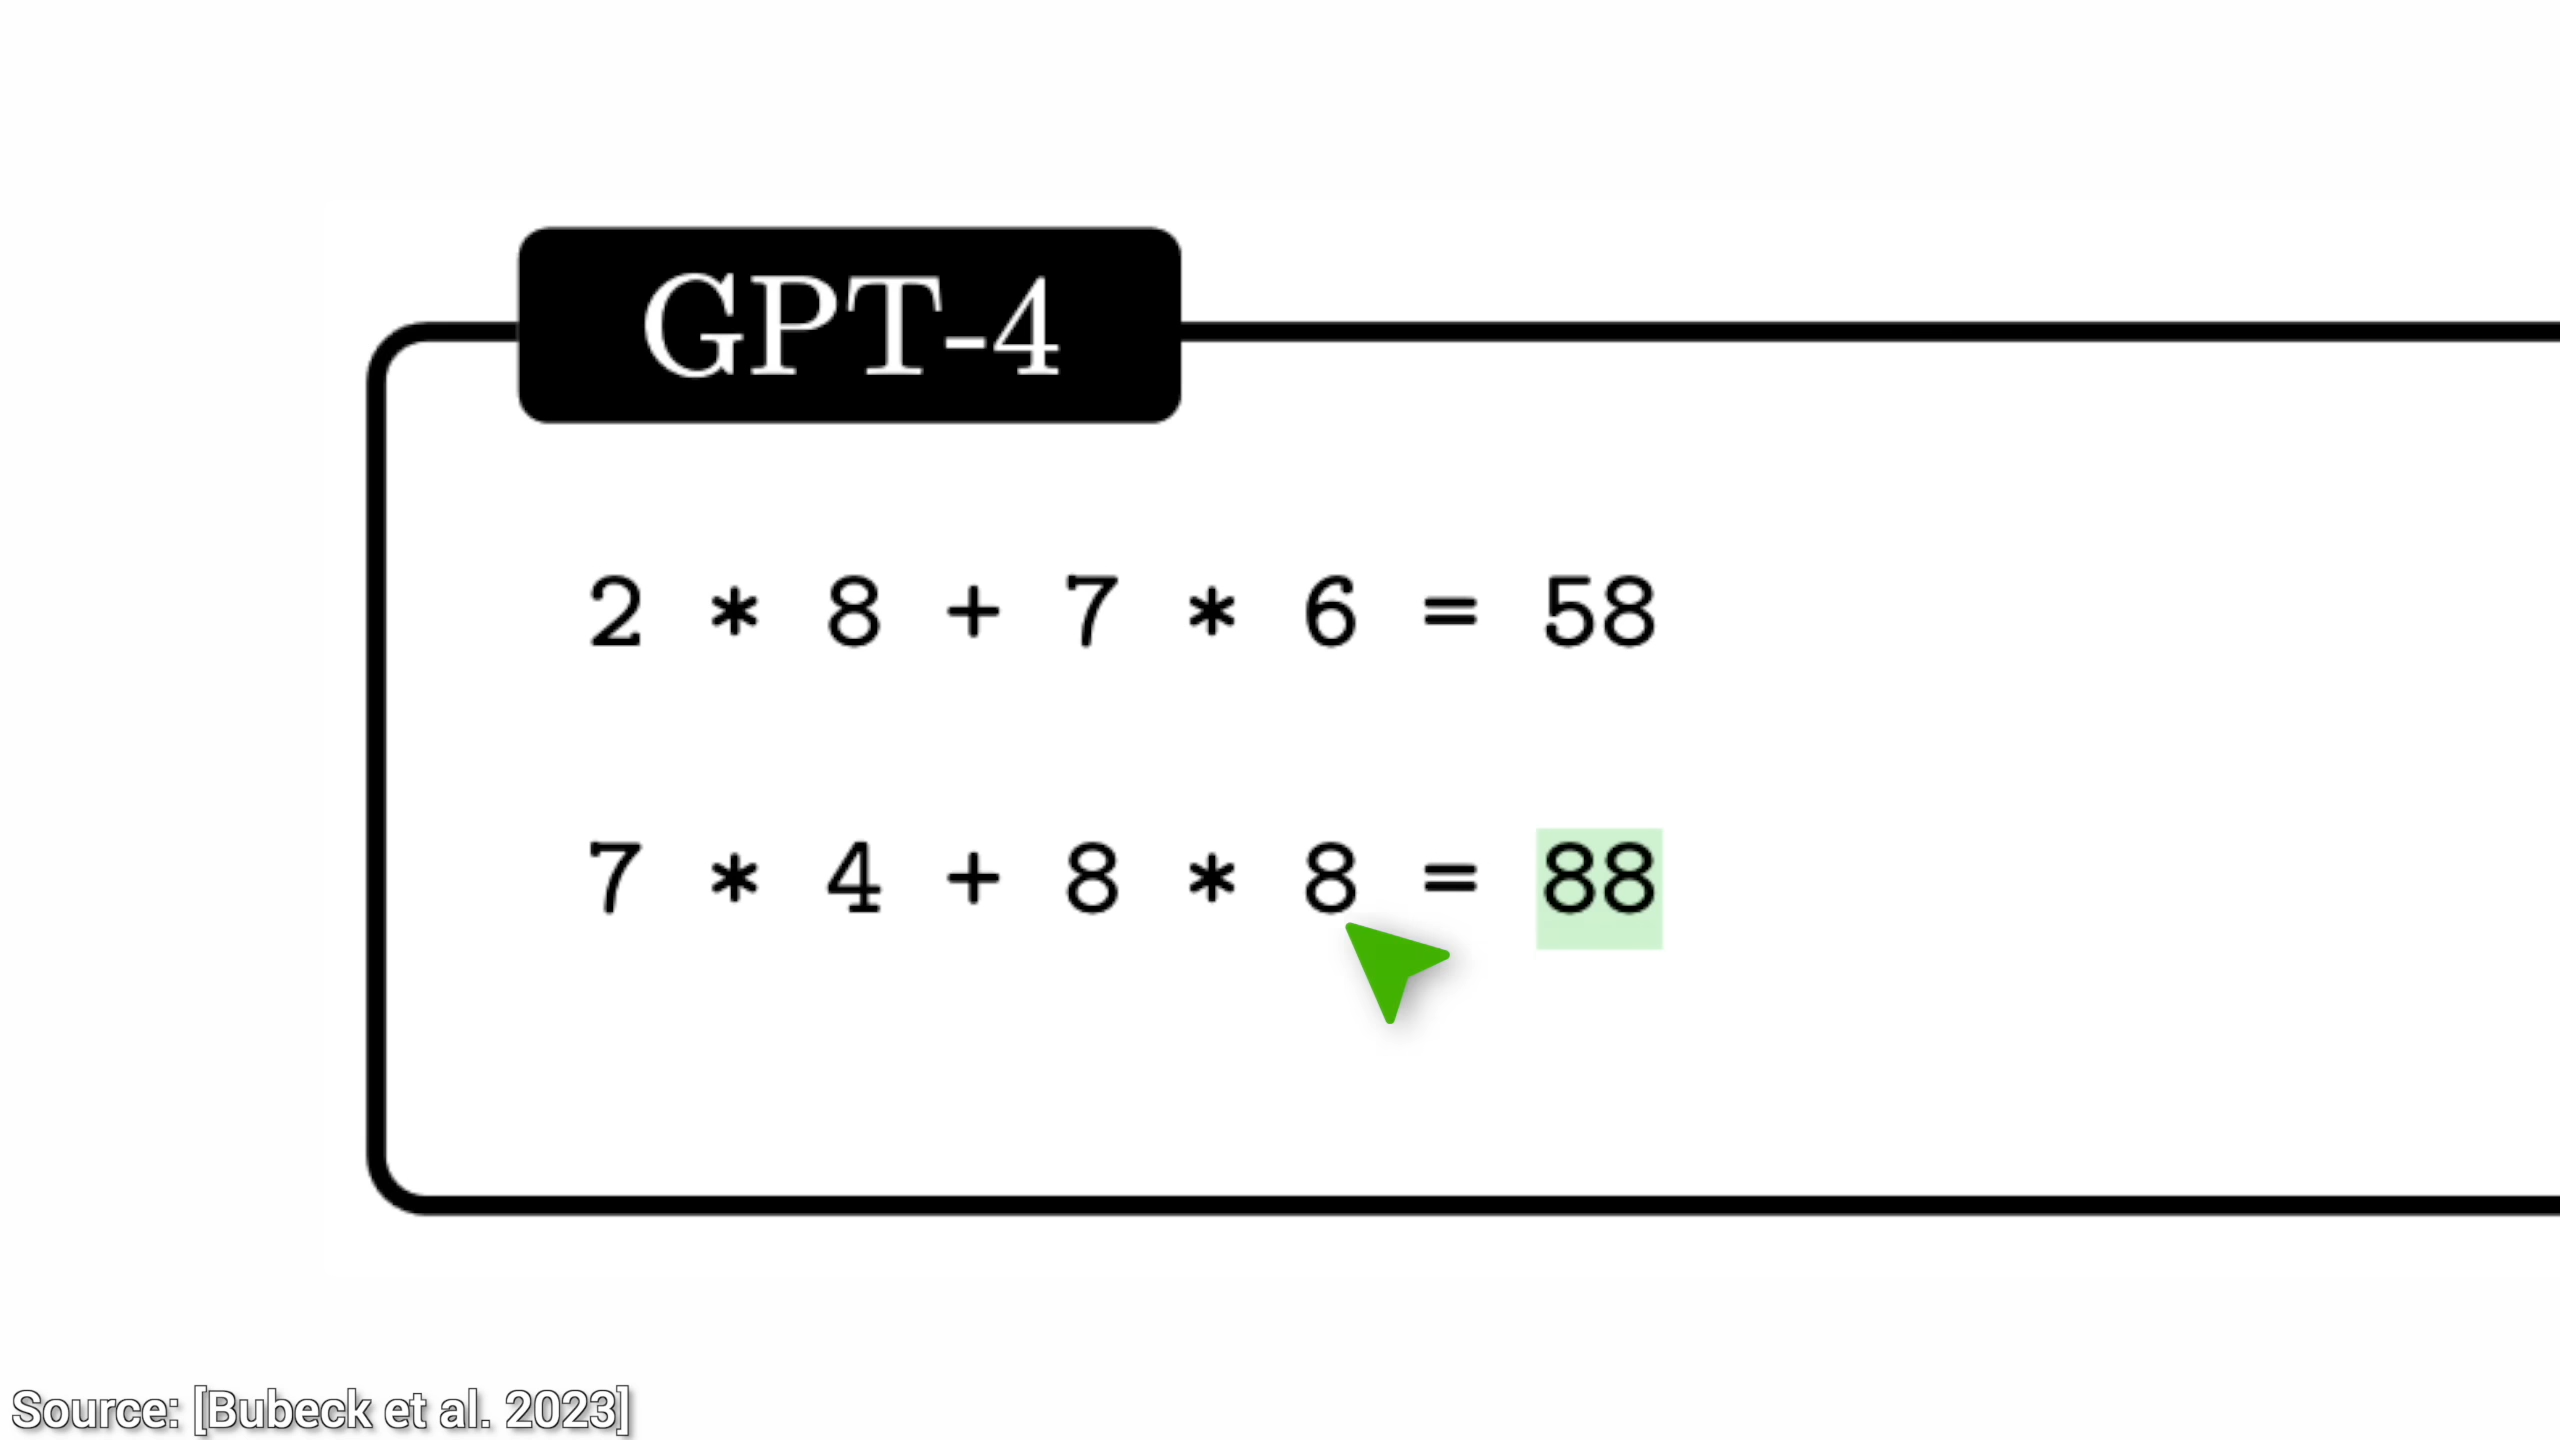 GPT-4
2 * 8 + 7 * 6 = 58
7 * 4 + 8 * 8 = 88
Source: [Bubeck et al. 2023]